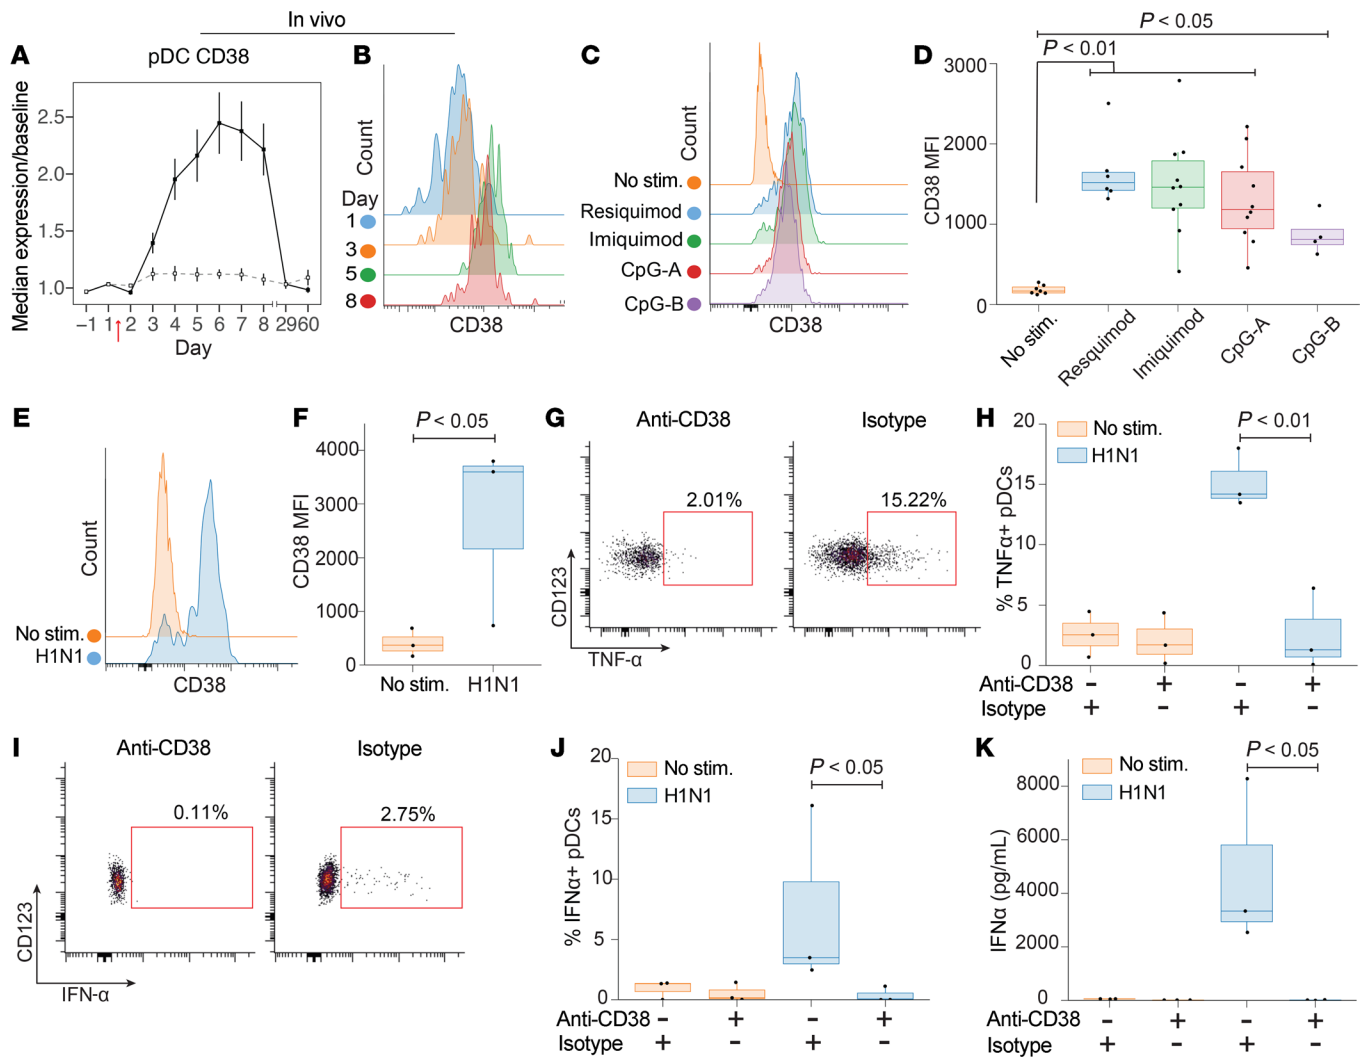 In vivo
A
pDC CD38
Median expression/baseline
2.5
2.0
1.5
1.0
−1 1 2 3 4 5 6 7 8 29 60
Day
B
Count
Day
1
3
5
8
CD38
C
Count
No stim.
Resiquimod
Imiquimod
CpG-A
CpG-B
CD38
D
P < 0.05
P < 0.01
CD38 MFI
3000
2000
1000
0
No stim.
Resquimod
Imiquimod
CpG-A
CpG-B
E
Count
No stim.
H1N1
CD38
F
P < 0.05
CD38 MFI
4000
3000
2000
1000
0
No stim. H1N1
G
Anti-CD38 Isotype
2.01% 15.22%
CD123
TNF-α
H
No stim.
H1N1
P < 0.01
% TNFα+ pDCs
20
15
10
5
0
Anti-CD38 − + − +
Isotype + − + −
I
Anti-CD38 Isotype
0.11% 2.75%
CD123
IFN-α
J
No stim.
H1N1
P < 0.05
% IFNα+ pDCs
20
15
10
5
0
Anti-CD38 − + − +
Isotype + − + −
K
No stim.
H1N1
P < 0.05
IFNα (pg/mL)
8000
6000
4000
2000
0
Anti-CD38 − + − +
Isotype + − + −